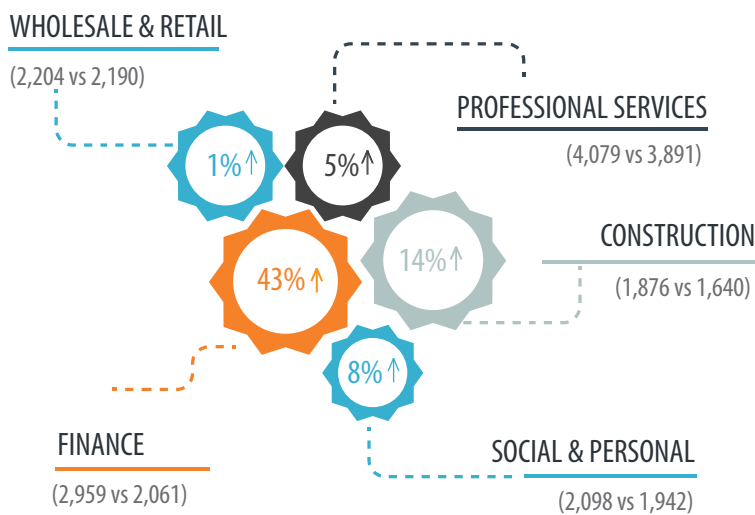 WHOLESALE & RETAIL
(2,204 vs 2,190)
PROFESSIONAL SERVICES
(4,079 vs 3,891)
1%↑
5%↑
CONSTRUCTION
(1,876 vs 1,640)
14%↑
43%↑
8%↑
FINANCE
(2,959 vs 2,061)
SOCIAL & PERSONAL
(2,098 vs 1,942)